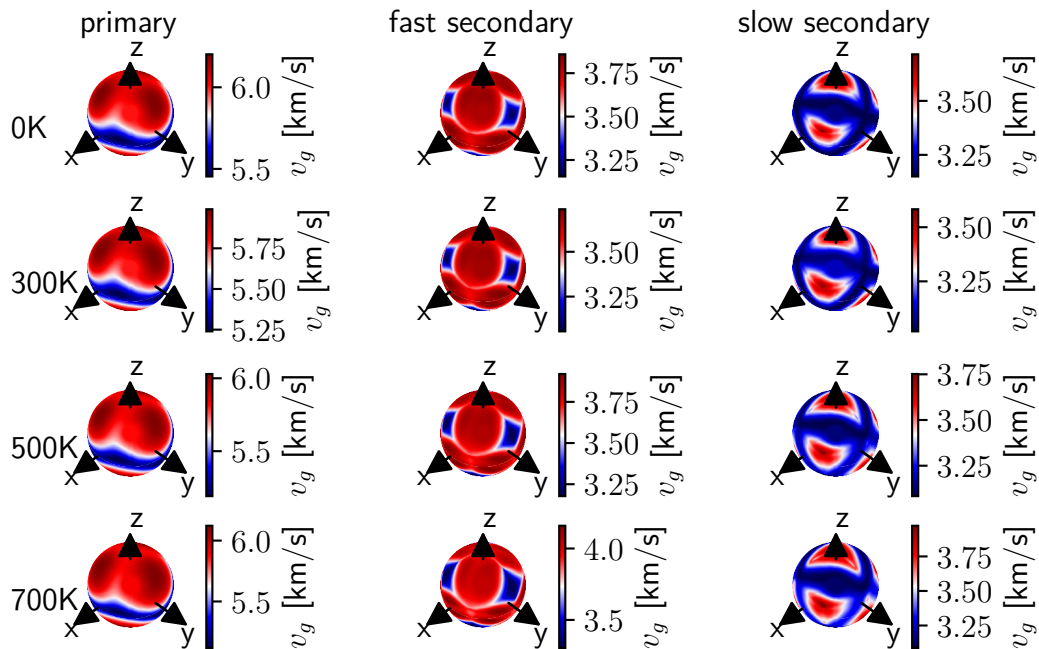 primary fast secondary slow secondary
0K
z x y 6.0 5.5 v_g [km/s]
z x y 3.75 3.50 3.25 v_g [km/s]
z x y 3.50 3.25 v_g [km/s]
300K
z x y 5.75 5.50 5.25 v_g [km/s]
z x y 3.50 3.25 v_g [km/s]
z x y 3.50 3.25 v_g [km/s]
500K
z x y 6.0 5.5 v_g [km/s]
z x y 3.75 3.50 3.25 v_g [km/s]
z x y 3.75 3.50 3.25 v_g [km/s]
700K
z x y 6.0 5.5 v_g [km/s]
z x y 4.0 3.5 v_g [km/s]
z x y 3.75 3.50 3.25 v_g [km/s]